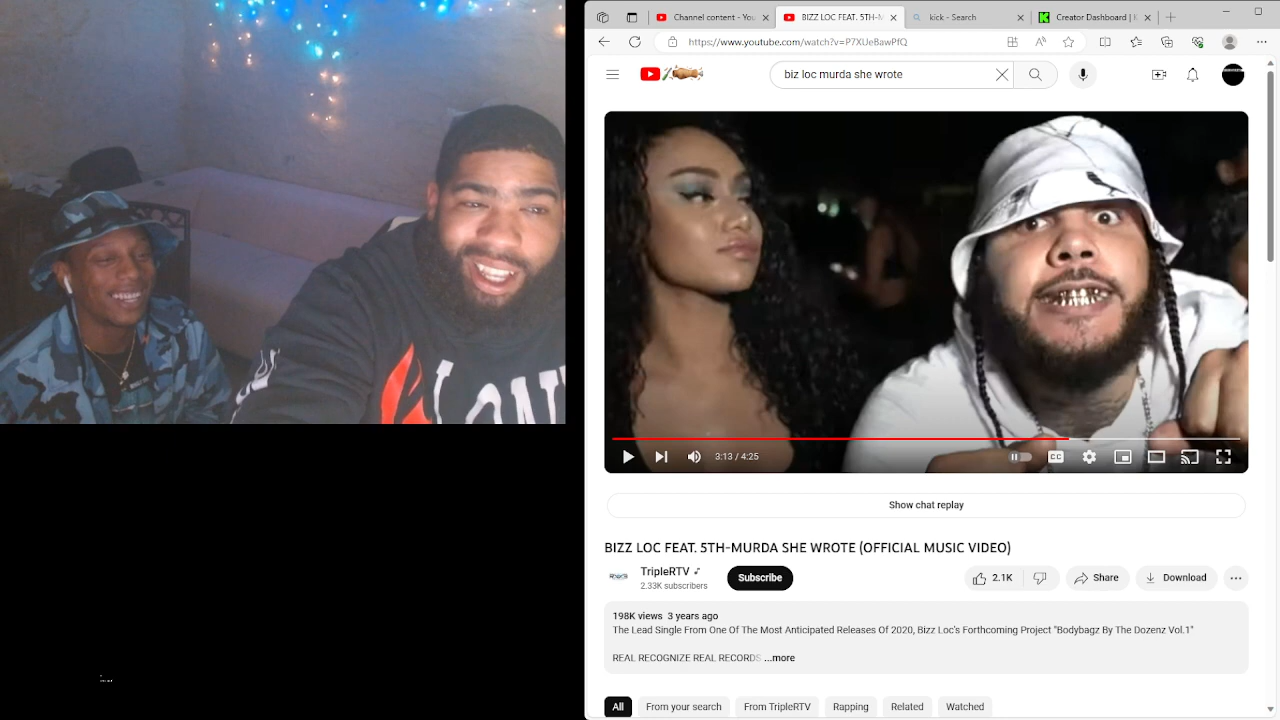 Channel content - You
BIZZ LOC FEAT. 5TH-M
kick - Search
Creator Dashboard | K
https://www.youtube.com/watch?v=P7XUeBawPfQ
biz loc murda she wrote
3:13 / 4:25
CC
Show chat replay
BIZZ LOC FEAT. 5TH-MURDA SHE WROTE (OFFICIAL MUSIC VIDEO)
TripleRTV
2.33K subscribers
Subscribe
2.1K
Share
Download
198K views 3 years ago
The Lead Single From One Of The Most Anticipated Releases Of 2020, Bizz Loc's Forthcoming Project "Bodybagz By The Dozenz Vol.1"
REAL RECOGNIZE REAL RECORDS ...more
All
From your search
From TripleRTV
Rapping
Related
Watched